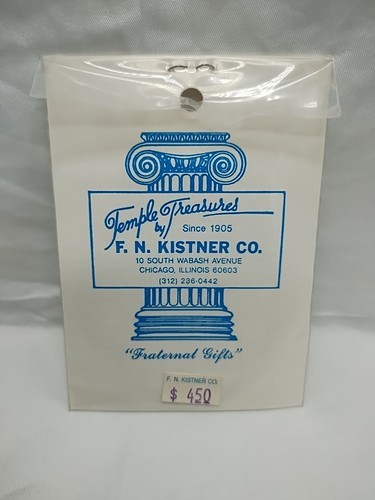 Temple Treasures
by
Since 1905
F. N. KISTNER CO.
10 SOUTH WABASH AVENUE
CHICAGO, ILLINOIS 60603
(312) 236-0442
"Fraternal Gifts"
F. N. KISTNER CO.
$ 450